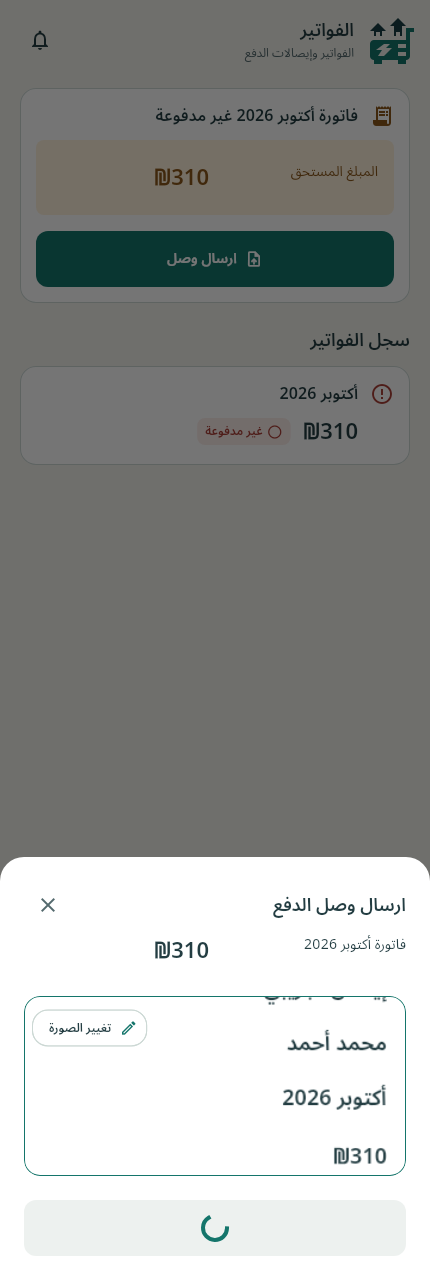 الفواتير
الفواتير وإيصالات الدفع
فاتورة أكتوبر 2026 غير مدفوعة
المبلغ المستحق
₪310
ارسال وصل
سجل الفواتير
أكتوبر 2026
₪310
غير مدفوعة
ارسال وصل الدفع
فاتورة أكتوبر 2026
₪310
تغيير الصورة
محمد أحمد
أكتوبر 2026
₪310